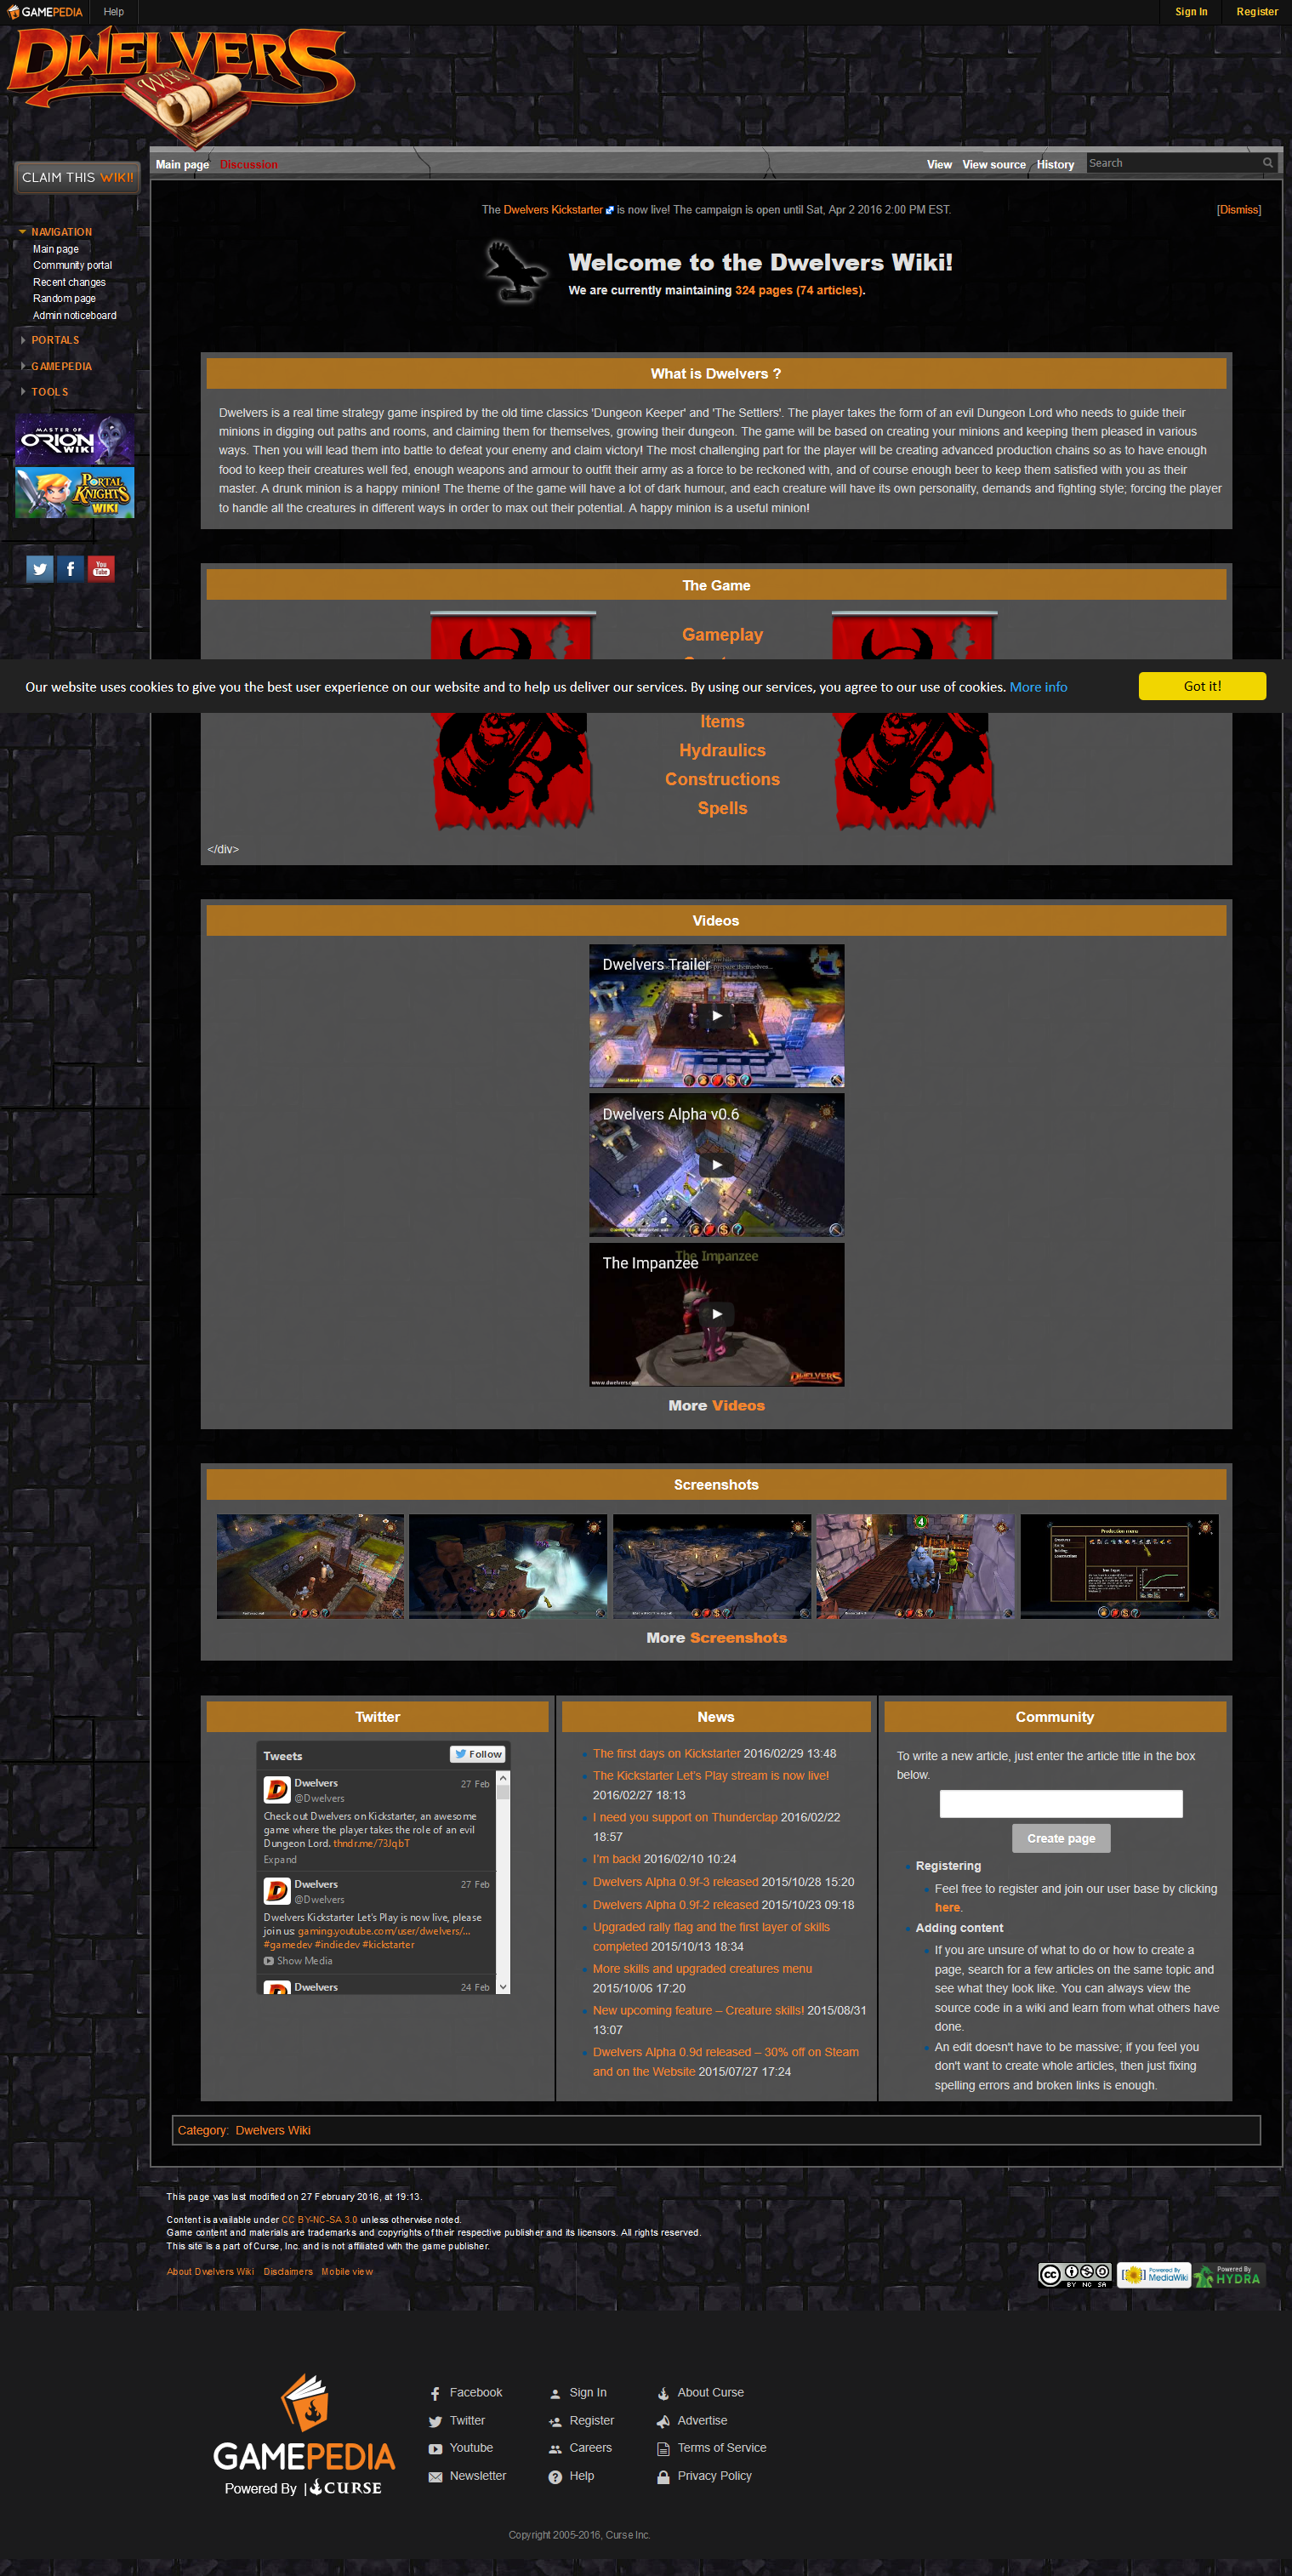 GAMEPEDIA Help Sign In Register
DWELVERS
WIKI
CLAIM THIS WIKI!
Main page Discussion View View source History Search
The Dwelvers Kickstarter is now live! The campaign is open until Sat, Apr 2 2016 2:00 PM EST. [Dismiss]
NAVIGATION
Main page
Community portal
Recent changes
Random page
Admin noticeboard
PORTALS
GAMEPEDIA
TOOLS
MASTER OF
ORION
WIKI
PORTAL
KNIGHTS
WIKI
You
Tube
Welcome to the Dwelvers Wiki!
We are currently maintaining 324 pages (74 articles).
What is Dwelvers ?
Dwelvers is a real time strategy game inspired by the old time classics 'Dungeon Keeper' and 'The Settlers'. The player takes the form of an evil Dungeon Lord who needs to guide their
minions in digging out paths and rooms, and claiming them for themselves, growing their dungeon. The game will be based on creating your minions and keeping them pleased in various
ways. Then you will lead them into battle to defeat your enemy and claim victory! The most challenging part for the player will be creating advanced production chains so as to have enough
food to keep their creatures well fed, enough weapons and armour to outfit their army as a force to be reckoned with, and of course enough beer to keep them satisfied with you as their
master. A drunk minion is a happy minion! The theme of the game will have a lot of dark humour, and each creature will have its own personality, demands and fighting style; forcing the player
to handle all the creatures in different ways in order to max out their potential. A happy minion is a useful minion!
The Game
Gameplay
Our website uses cookies to give you the best user experience on our website and to help us deliver our services. By using our services, you agree to our use of cookies. More info Got it!
Items
Hydraulics
Constructions
Spells
</div>
Videos
Dwelvers Trailer
Dwelvers Alpha v0.6
The Impanzee
The Impanzee
www.dwelvers.com DWELVERS
More Videos
Screenshots
4
Production menu
More Screenshots
Twitter
Tweets Follow
Dwelvers 27 Feb
@Dwelvers
Check out Dwelvers on Kickstarter, an awesome
game where the player takes the role of an evil
Dungeon Lord. thndr.me/73JqbT
Expand
Dwelvers 27 Feb
@Dwelvers
Dwelvers Kickstarter Let's Play is now live, please
join us: gaming.youtube.com/user/dwelvers/...
#gamedev #indiedev #kickstarter
Show Media
Dwelvers 24 Feb
News
The first days on Kickstarter 2016/02/29 13:48
The Kickstarter Let's Play stream is now live!
2016/02/27 18:13
I need you support on Thunderclap 2016/02/22
18:57
I'm back! 2016/02/10 10:24
Dwelvers Alpha 0.9f-3 released 2015/10/28 15:20
Dwelvers Alpha 0.9f-2 released 2015/10/23 09:18
Upgraded rally flag and the first layer of skills
completed 2015/10/13 18:34
More skills and upgraded creatures menu
2015/10/06 17:20
New upcoming feature – Creature skills! 2015/08/31
13:07
Dwelvers Alpha 0.9d released – 30% off on Steam
and on the Website 2015/07/27 17:24
Community
To write a new article, just enter the article title in the box
below.
Create page
Registering
Feel free to register and join our user base by clicking
here.
Adding content
If you are unsure of what to do or how to create a
page, search for a few articles on the same topic and
see what they look like. You can always view the
source code in a wiki and learn from what others have
done.
An edit doesn't have to be massive; if you feel you
don't want to create whole articles, then just fixing
spelling errors and broken links is enough.
Category: Dwelvers Wiki
This page was last modified on 27 February 2016, at 19:13.
Content is available under CC BY-NC-SA 3.0 unless otherwise noted.
Game content and materials are trademarks and copyrights of their respective publisher and its licensors. All rights reserved.
This site is a part of Curse, Inc. and is not affiliated with the game publisher.
About Dwelvers Wiki Disclaimers Mobile view
CC BY NC SA
Powered By MediaWiki
Powered By HYDRA
GAMEPEDIA
Powered By CURSE
Facebook
Twitter
Youtube
Newsletter
Sign In
Register
Careers
Help
About Curse
Advertise
Terms of Service
Privacy Policy
Copyright 2005-2016, Curse Inc.